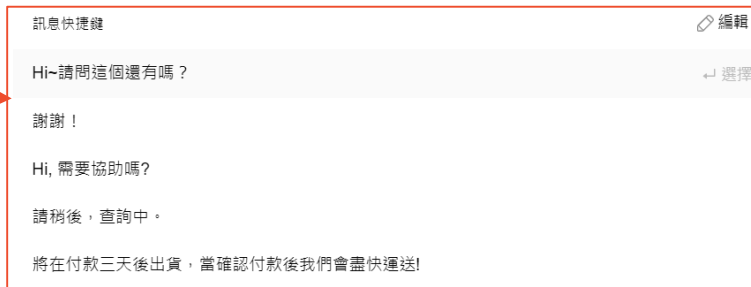 訊息快捷鍵
編輯
Hi~請問這個還有嗎？
選擇
謝謝！
Hi, 需要協助嗎?
請稍後，查詢中。
將在付款三天後出貨，當確認付款後我們會盡快運送!